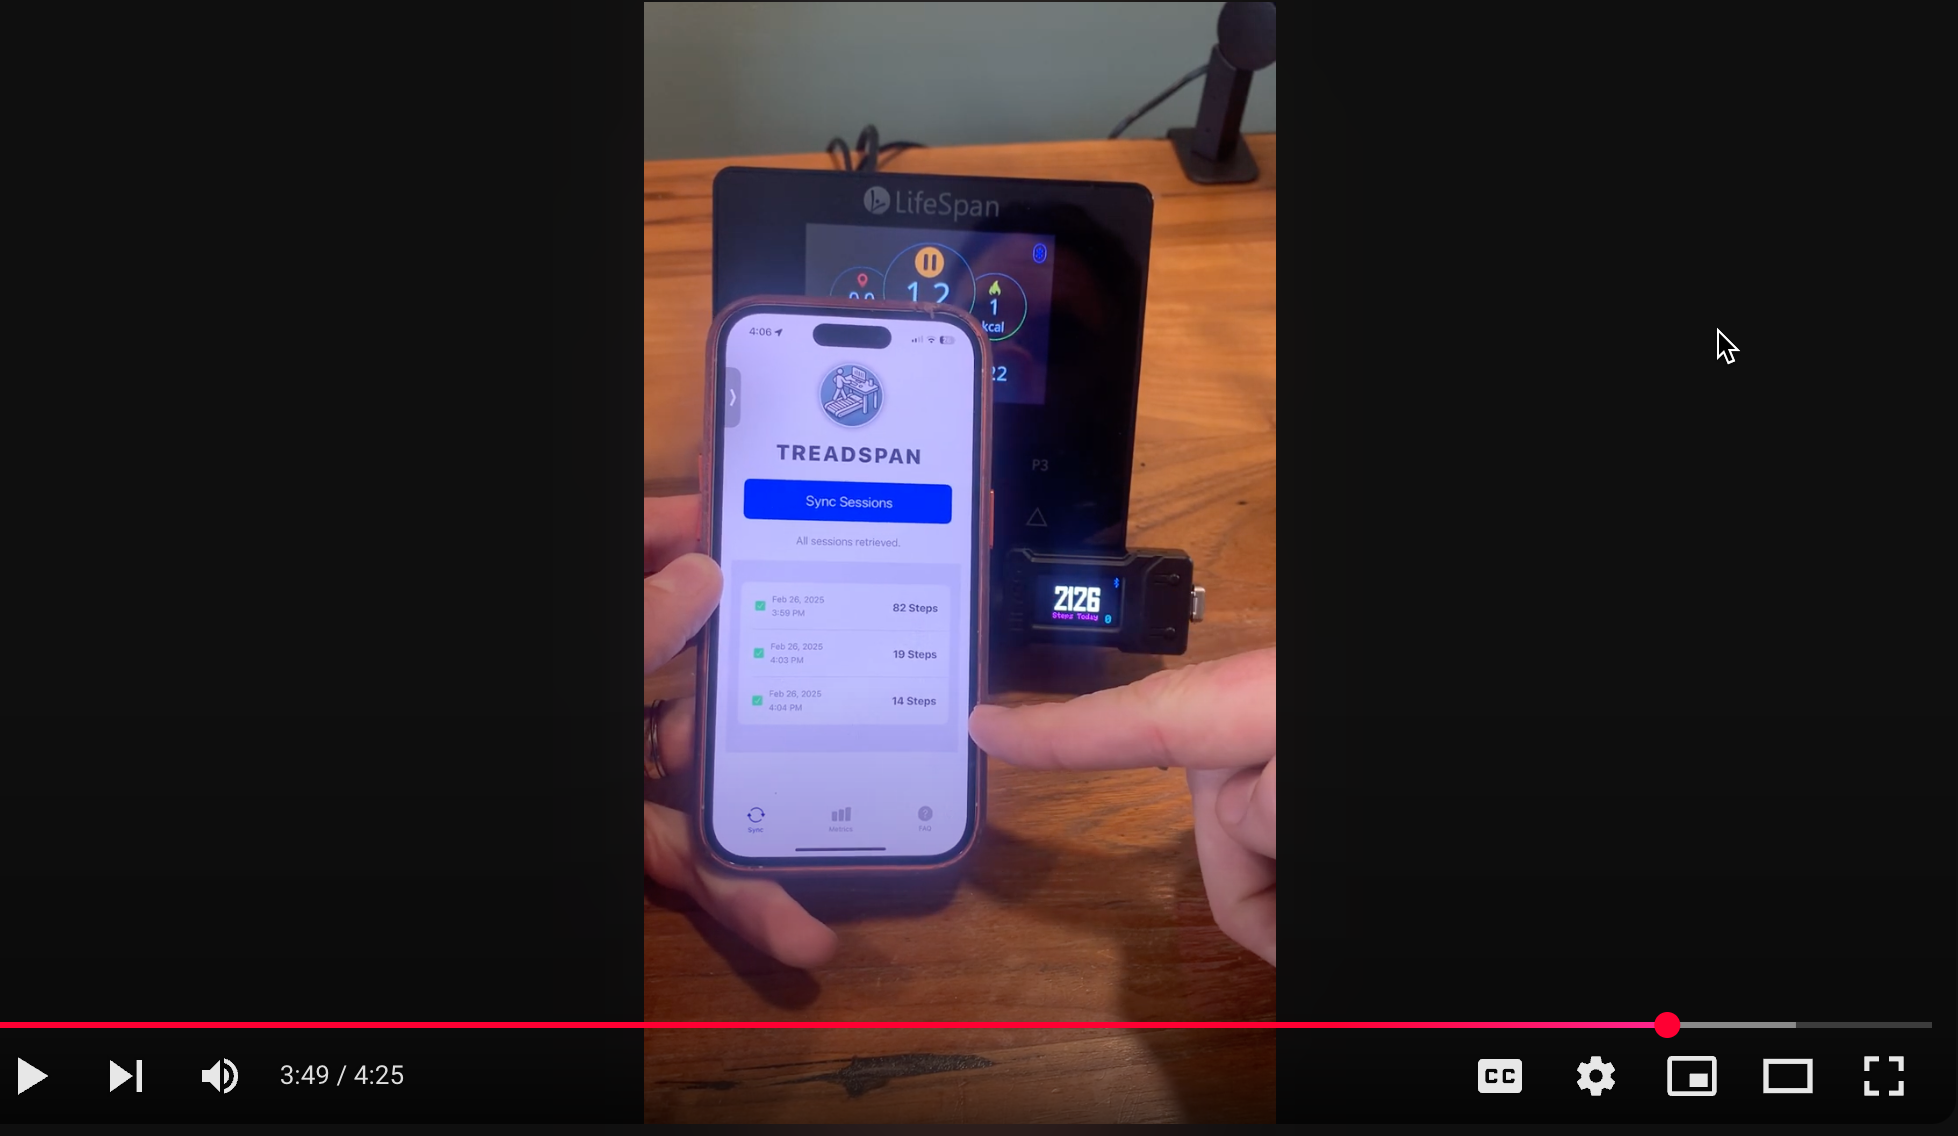 LifeSpan
1.2
1
kcal
22
4:06
TREADSPAN
Sync Sessions
All sessions retrieved.
Feb 26, 2025
3:59 PM
82 Steps
Feb 26, 2025
4:03 PM
19 Steps
Feb 26, 2025
4:04 PM
14 Steps
Sync
Metrics
FAQ
P3
2126
Steps Today
0
3:49 / 4:25
CC